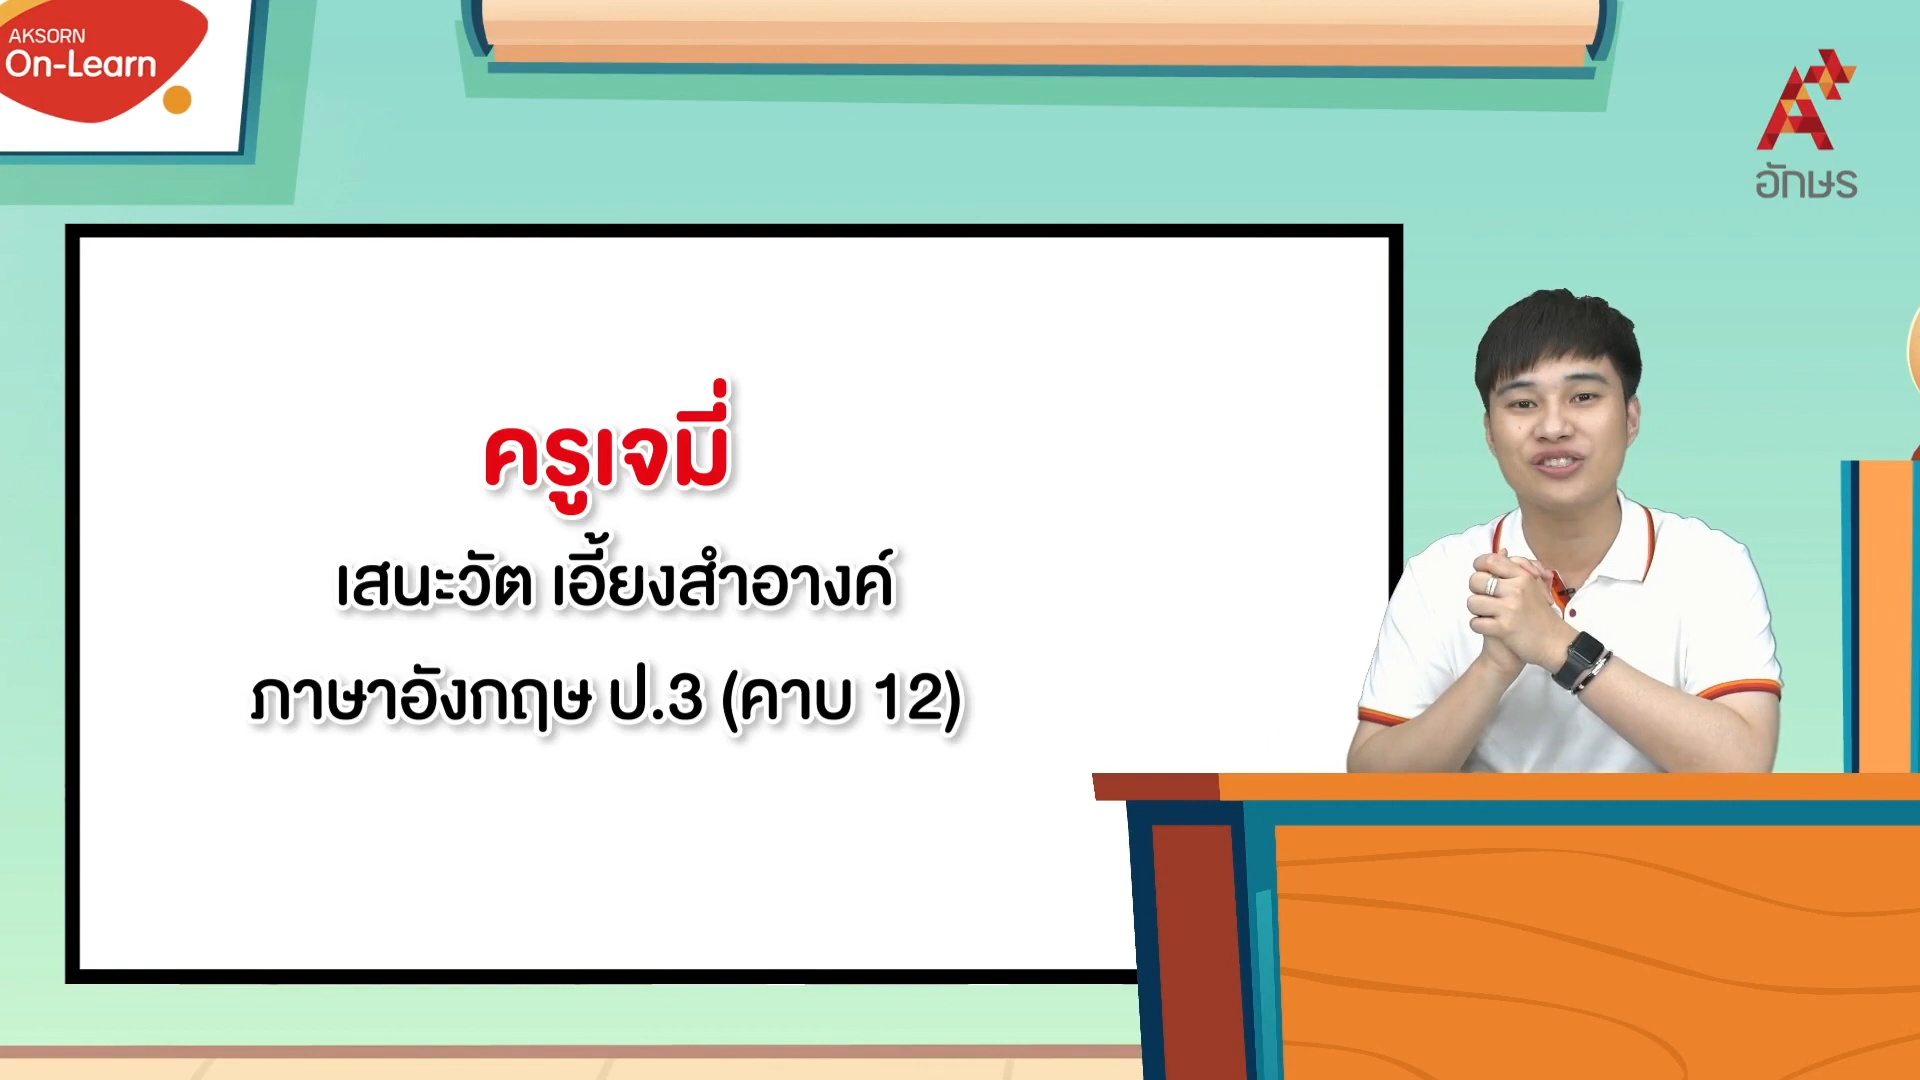 AKSORN
On-Learn
อักษร
ครูเจมี่
เสนะวัต เอี้ยงสำอางค์
ภาษาอังกฤษ ป.3 (คาบ 12)